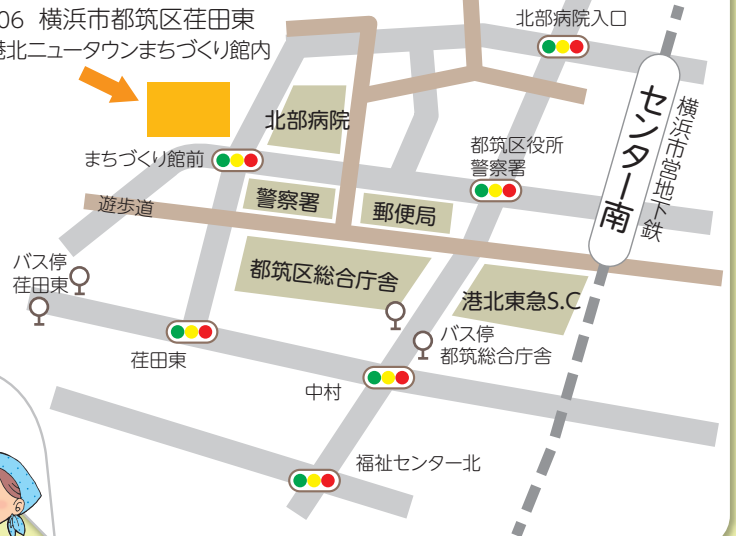 06 横浜市都筑区荏田東
港北ニュータウンまちづくり館内
北部病院入口
センター南
横浜市営地下鉄
北部病院
まちづくり館前
都筑区役所
警察署
警察署
郵便局
遊歩道
都筑区総合庁舎
港北東急S.C
バス停
荏田東
バス停
都筑総合庁舎
荏田東
中村
福祉センター北